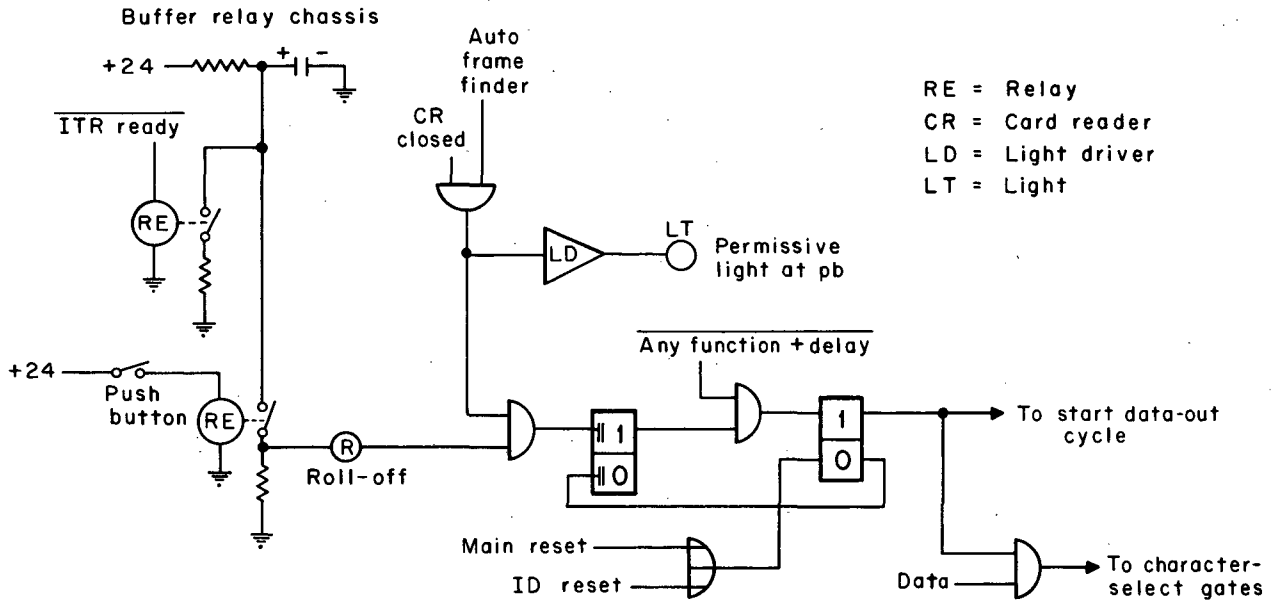 Buffer relay chassis
+24
+ -
Auto
frame
finder
CR
closed
RE = Relay
CR = Card reader
LD = Light driver
LT = Light
ITR ready
RE
LD
LT
Permissive
light at pb
+24
Push
button
RE
R
Roll-off
Any function + delay
1
0
1
0
To start data-out
cycle
Main reset
ID reset
Data
To character-
select gates